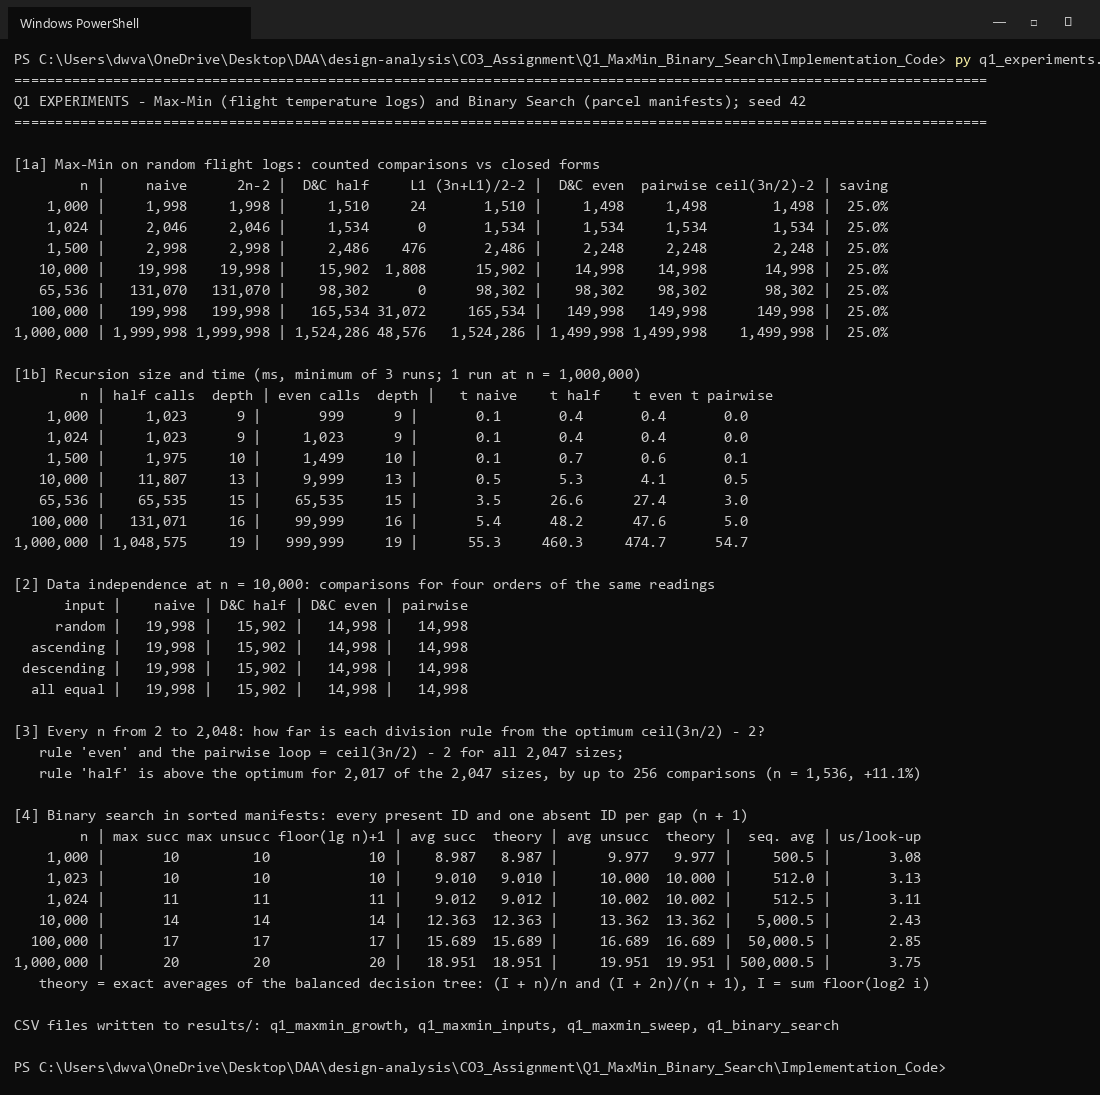 Windows PowerShell
PS C:\Users\dwva\OneDrive\Desktop\DAA\design-analysis\CO3_Assignment\Q1_MaxMin_Binary_Search\Implementation_Code> py q1_experiments.
======================================================================================================================
Q1 EXPERIMENTS - Max-Min (flight temperature logs) and Binary Search (parcel manifests); seed 42
======================================================================================================================
[1a] Max-Min on random flight logs: counted comparisons vs closed forms
        n |     naive      2n-2 |  D&C half     L1 (3n+L1)/2-2 |  D&C even  pairwise ceil(3n/2)-2 | saving
    1,000 |     1,998     1,998 |     1,510     24       1,510 |     1,498     1,498        1,498 |  25.0%
    1,024 |     2,046     2,046 |     1,534      0       1,534 |     1,534     1,534        1,534 |  25.0%
    1,500 |     2,998     2,998 |     2,486    476       2,486 |     2,248     2,248        2,248 |  25.0%
   10,000 |    19,998    19,998 |    15,902  1,808      15,902 |    14,998    14,998       14,998 |  25.0%
   65,536 |   131,070   131,070 |    98,302      0      98,302 |    98,302    98,302       98,302 |  25.0%
  100,000 |   199,998   199,998 |   165,534 31,072     165,534 |   149,998   149,998      149,998 |  25.0%
1,000,000 | 1,999,998 1,999,998 | 1,524,286 48,576   1,524,286 | 1,499,998 1,499,998    1,499,998 |  25.0%
[1b] Recursion size and time (ms, minimum of 3 runs; 1 run at n = 1,000,000)
        n | half calls  depth | even calls  depth |   t naive    t half    t even t pairwise
    1,000 |     1,023      9 |       999      9 |       0.1       0.4       0.4       0.0
    1,024 |     1,023      9 |     1,023      9 |       0.1       0.4       0.4       0.0
    1,500 |     1,975     10 |     1,499     10 |       0.1       0.7       0.6       0.1
   10,000 |    11,807     13 |     9,999     13 |       0.5       5.3       4.1       0.5
   65,536 |    65,535     15 |    65,535     15 |       3.5      26.6      27.4       3.0
  100,000 |   131,071     16 |    99,999     16 |       5.4      48.2      47.6       5.0
1,000,000 | 1,048,575     19 |   999,999     19 |      55.3     460.3     474.7      54.7
[2] Data independence at n = 10,000: comparisons for four orders of the same readings
      input |    naive | D&C half | D&C even | pairwise
     random |   19,998 |   15,902 |   14,998 |   14,998
  ascending |   19,998 |   15,902 |   14,998 |   14,998
 descending |   19,998 |   15,902 |   14,998 |   14,998
  all equal |   19,998 |   15,902 |   14,998 |   14,998
[3] Every n from 2 to 2,048: how far is each division rule from the optimum ceil(3n/2) - 2?
   rule 'even' and the pairwise loop = ceil(3n/2) - 2 for all 2,047 sizes;
   rule 'half' is above the optimum for 2,017 of the 2,047 sizes, by up to 256 comparisons (n = 1,536, +11.1%)
[4] Binary search in sorted manifests: every present ID and one absent ID per gap (n + 1)
        n | max succ max unsucc floor(lg n)+1 | avg succ  theory | avg unsucc  theory |  seq. avg | us/look-up
    1,000 |       10         10            10 |    8.987   8.987 |      9.977   9.977 |     500.5 |       3.08
    1,023 |       10         10            10 |    9.010   9.010 |     10.000  10.000 |     512.0 |       3.13
    1,024 |       11         11            11 |    9.012   9.012 |     10.002  10.002 |     512.5 |       3.11
   10,000 |       14         14            14 |   12.363  12.363 |     13.362  13.362 |   5,000.5 |       2.43
  100,000 |       17         17            17 |   15.689  15.689 |     16.689  16.689 |  50,000.5 |       2.85
1,000,000 |       20         20            20 |   18.951  18.951 |     19.951  19.951 | 500,000.5 |       3.75
   theory = exact averages of the balanced decision tree: (I + n)/n and (I + 2n)/(n + 1), I = sum floor(log2 i)
CSV files written to results/: q1_maxmin_growth, q1_maxmin_inputs, q1_maxmin_sweep, q1_binary_search
PS C:\Users\dwva\OneDrive\Desktop\DAA\design-analysis\CO3_Assignment\Q1_MaxMin_Binary_Search\Implementation_Code>